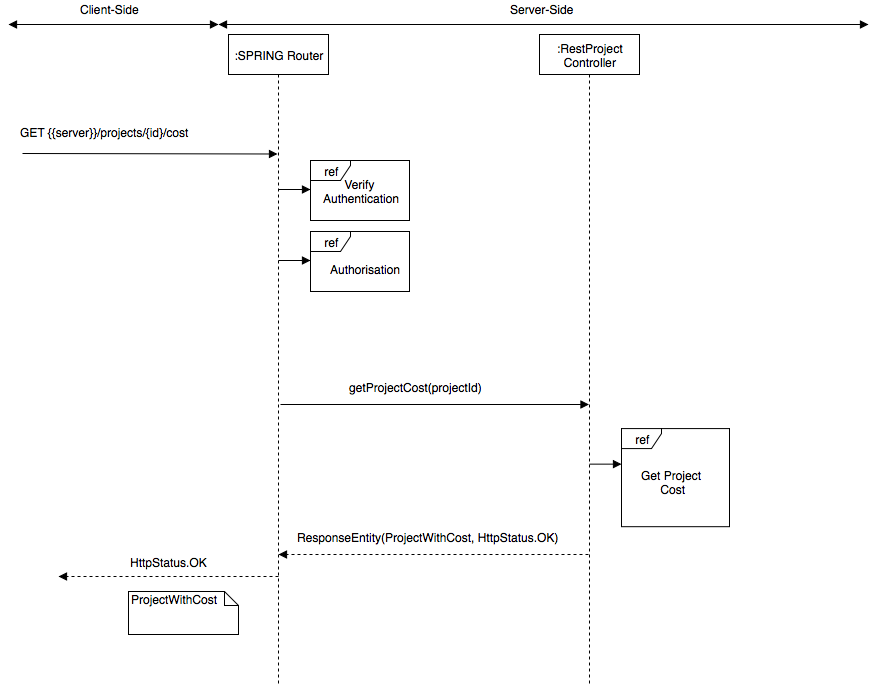 Client-Side
Server-Side
:SPRING Router
:RestProject
Controller
GET {{server}}/projects/{id}/cost
ref
Verify
Authentication
ref
Authorisation
getProjectCost(projectId)
ref
Get Project
Cost
ResponseEntity(ProjectWithCost, HttpStatus.OK)
HttpStatus.OK
ProjectWithCost